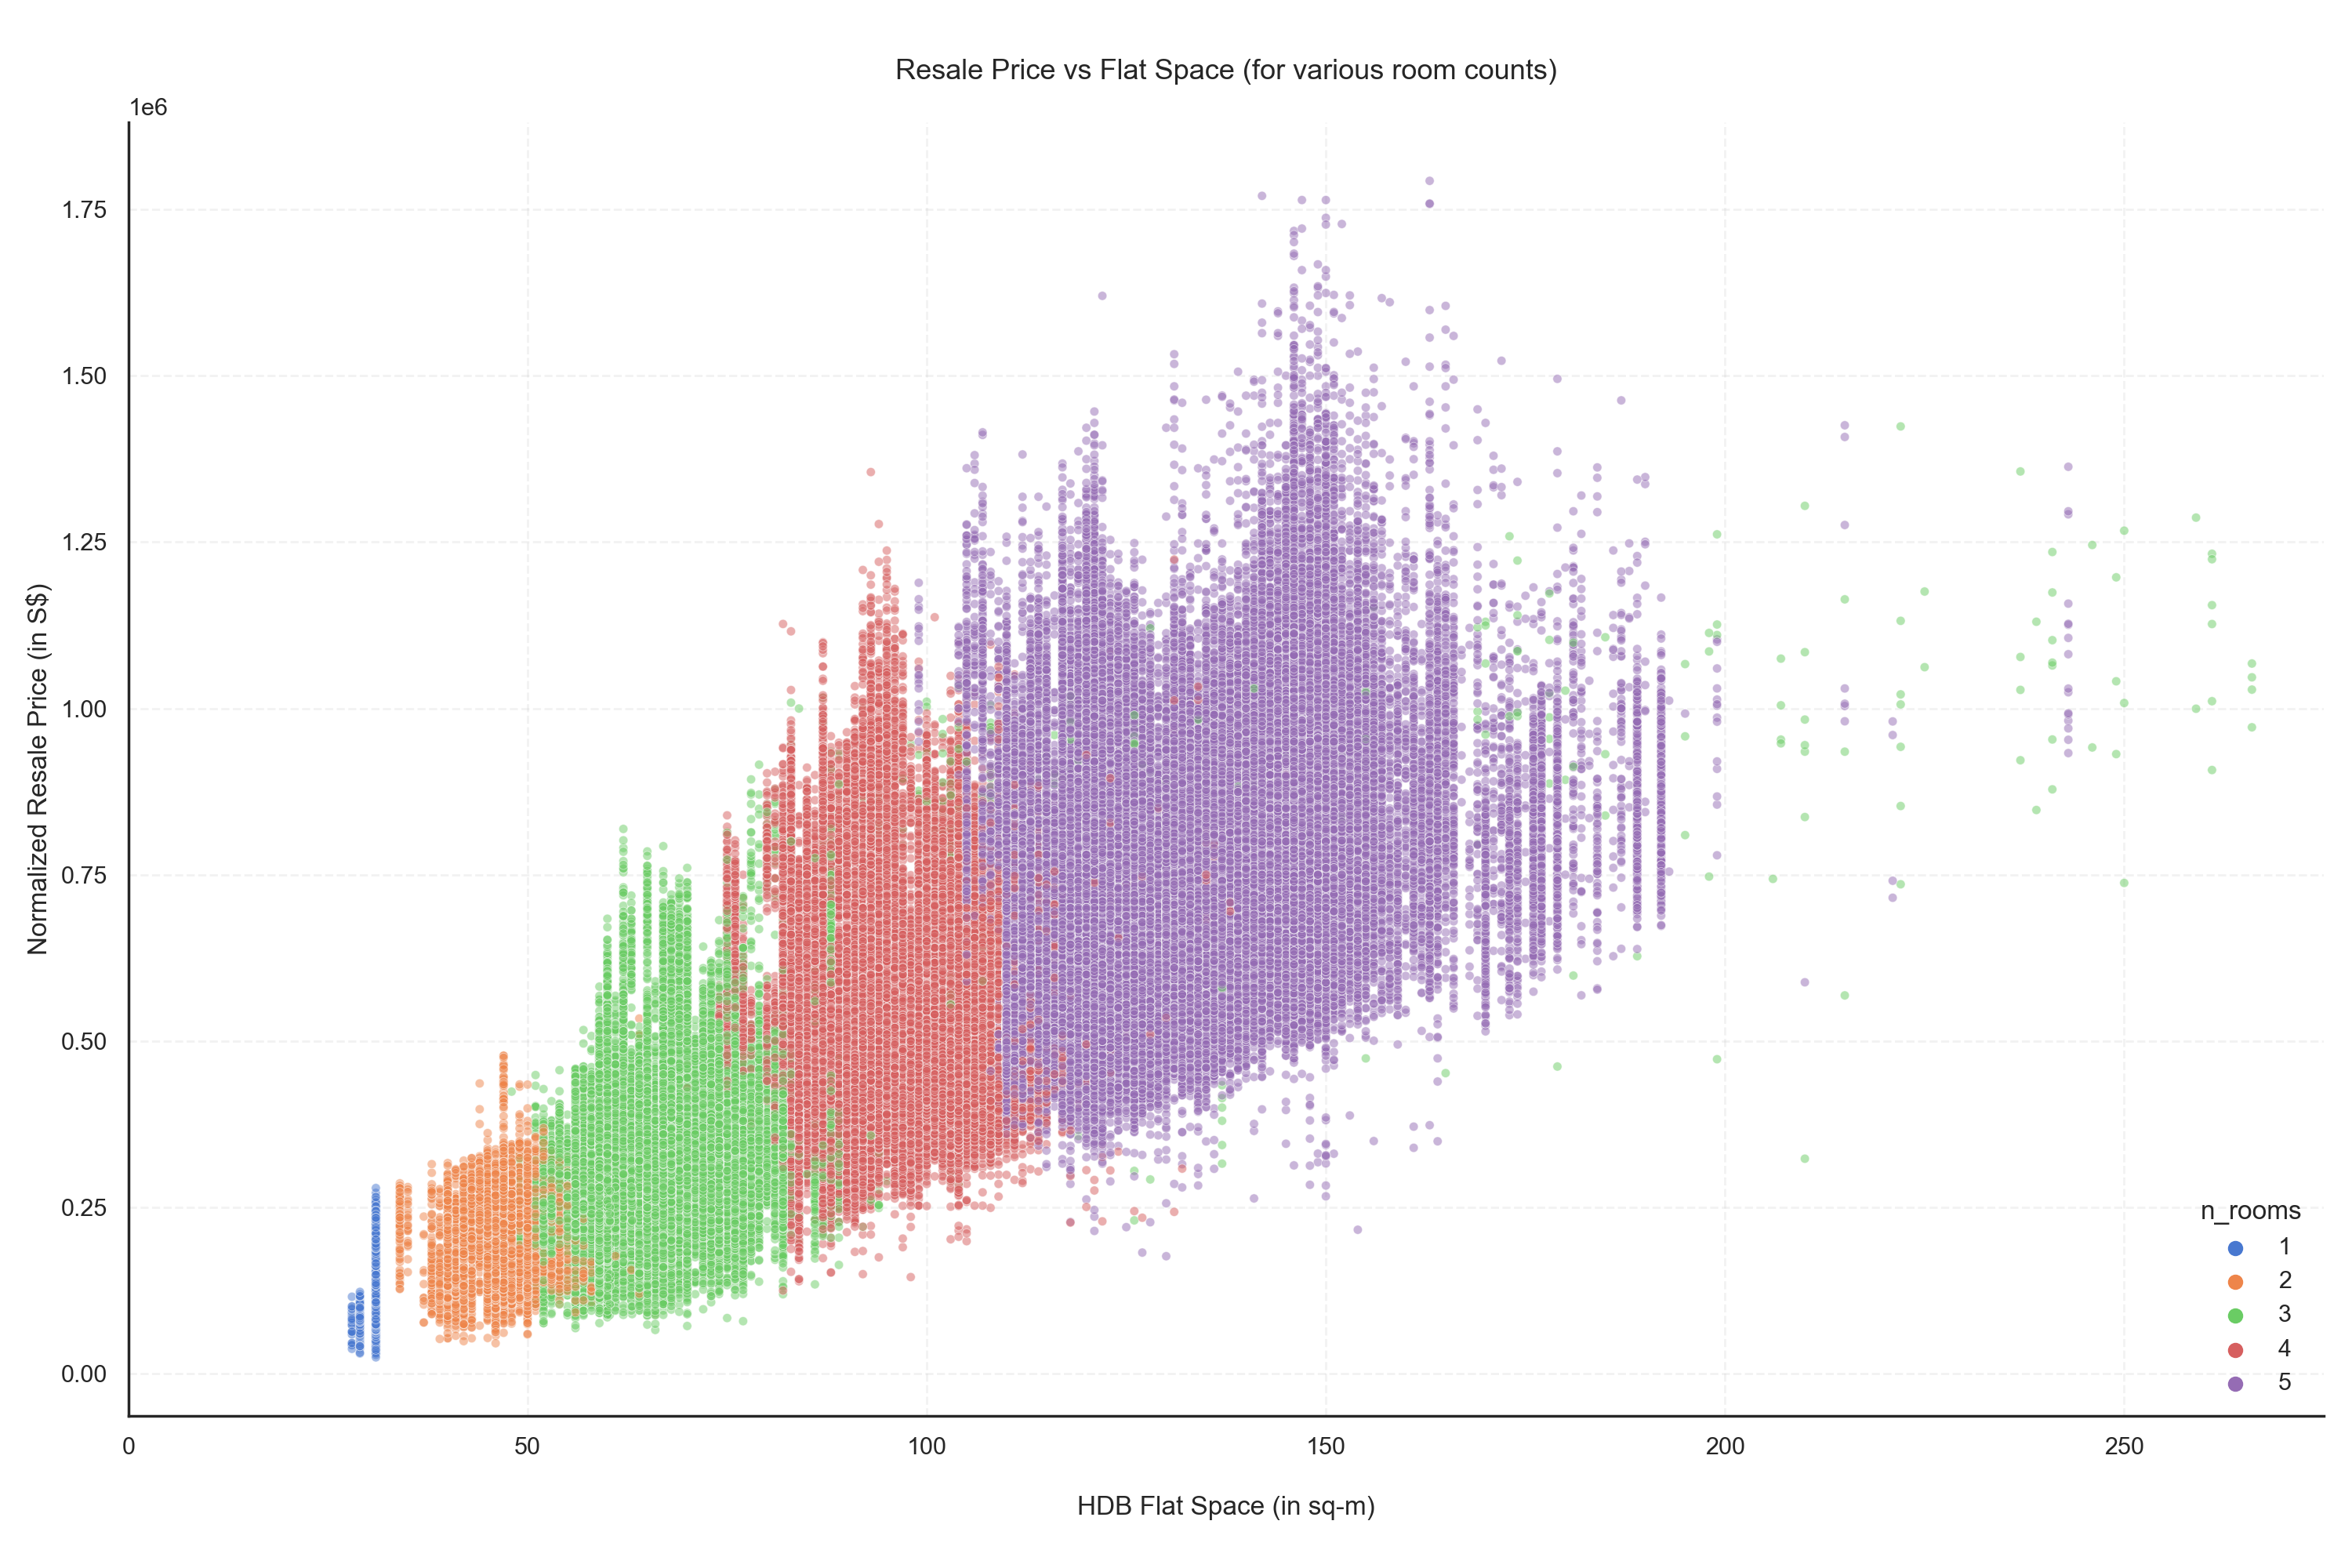 Resale Price vs Flat Space (for various room counts)
1e6
1.75
1.50
1.25
1.00
0.75
0.50
0.25
0.00
Normalized Resale Price (in S$)
0 50 100 150 200 250
HDB Flat Space (in sq-m)
n_rooms
1
2
3
4
5